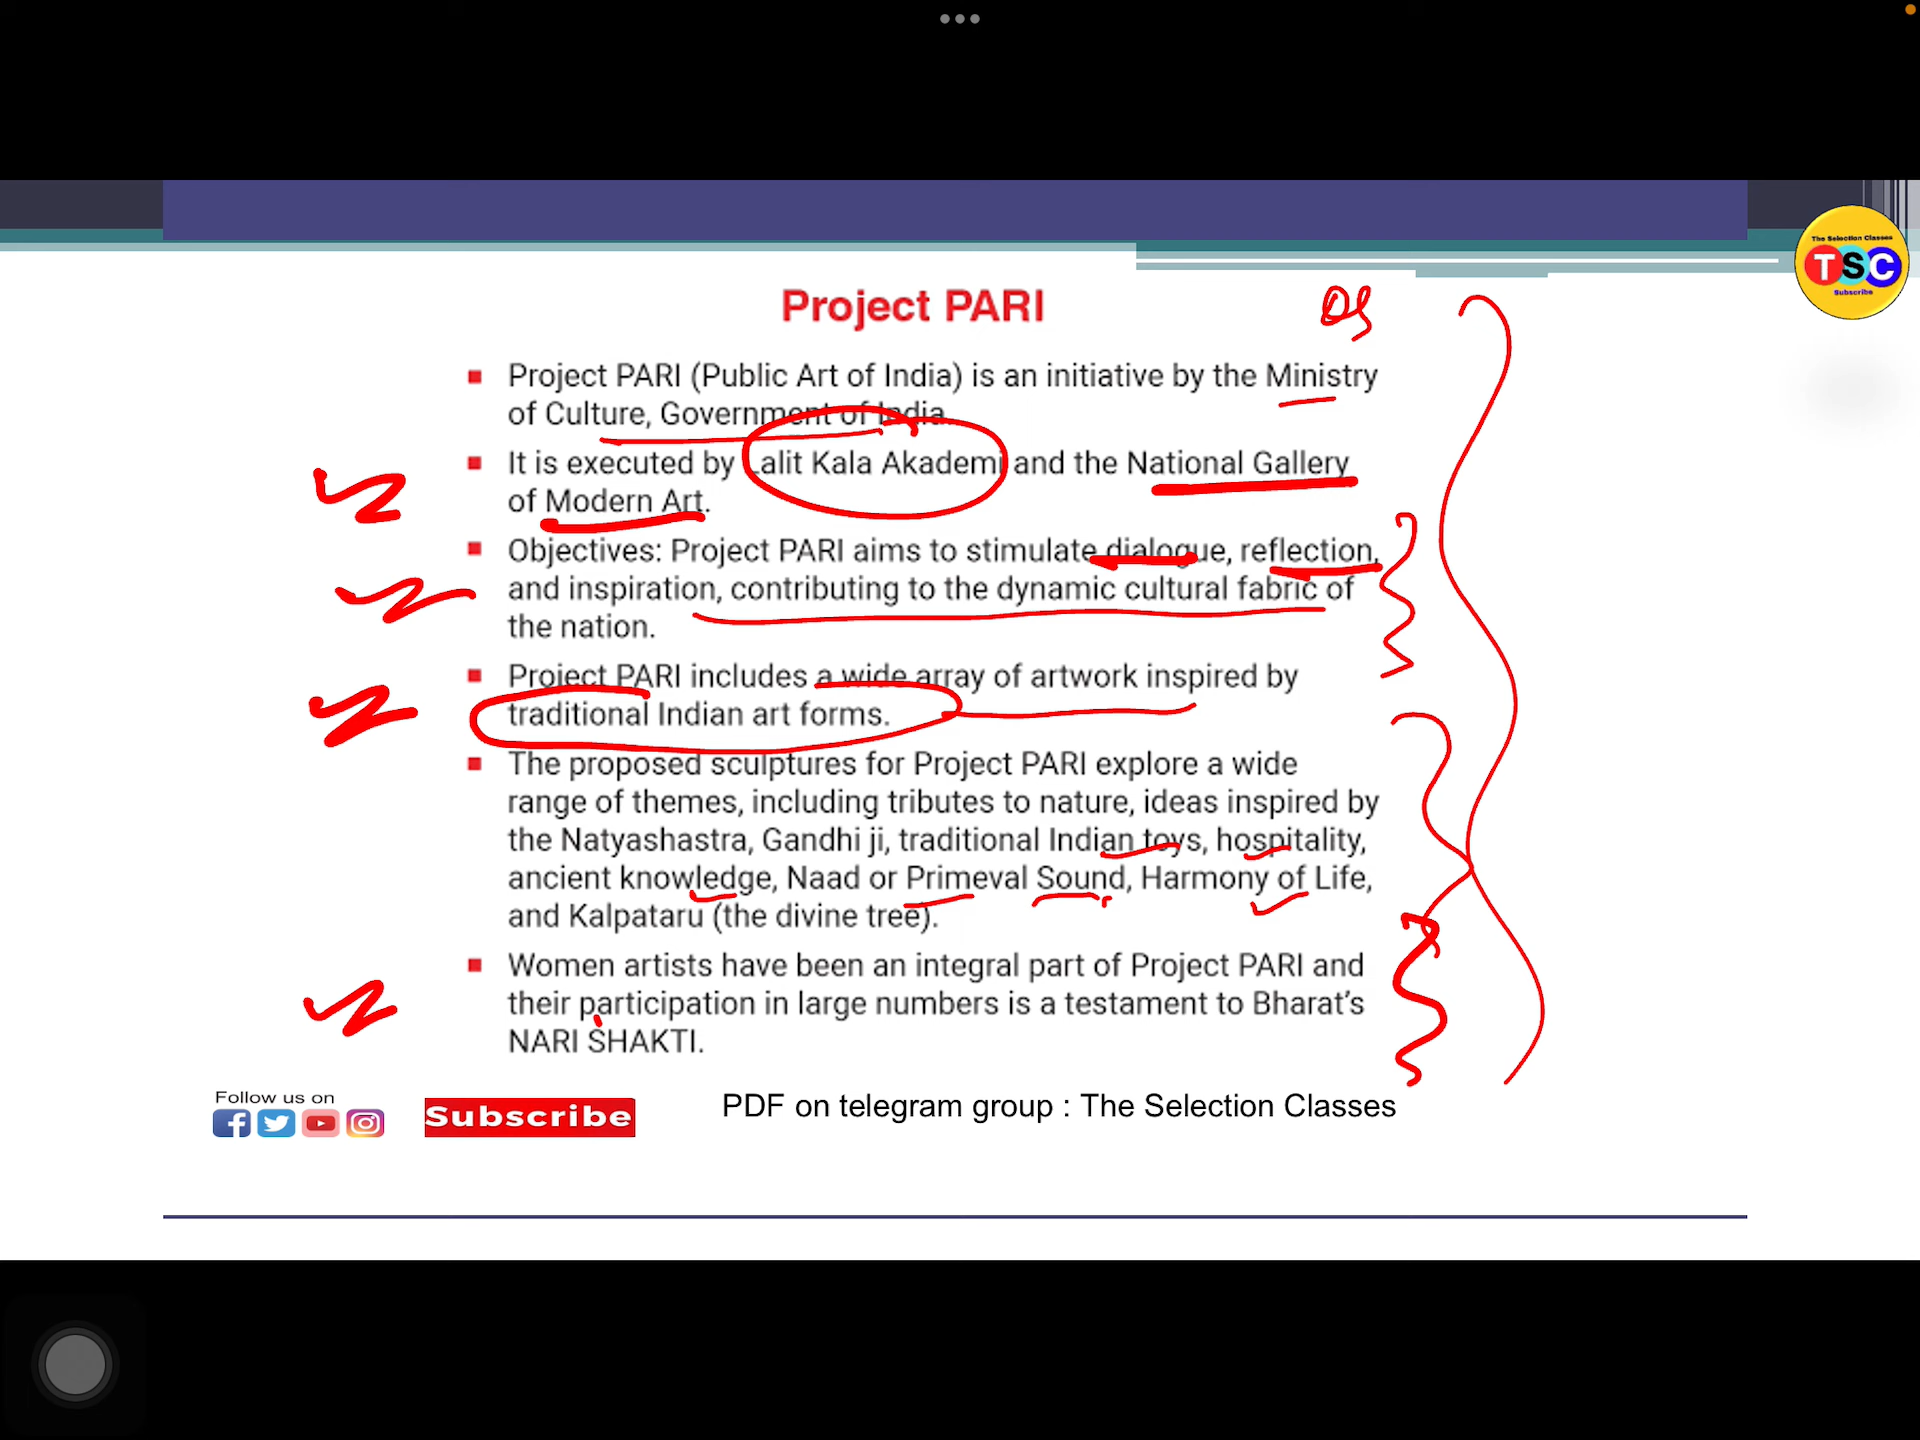 The Selection Classes
TSC
Subscribe
Project PARI
Project PARI (Public Art of India) is an initiative by the Ministry
of Culture, Government of India.
It is executed by Lalit Kala Akademi and the National Gallery
of Modern Art.
Objectives: Project PARI aims to stimulate dialogue, reflection,
and inspiration, contributing to the dynamic cultural fabric of
the nation.
Project PARI includes a wide array of artwork inspired by
traditional Indian art forms.
The proposed sculptures for Project PARI explore a wide
range of themes, including tributes to nature, ideas inspired by
the Natyashastra, Gandhi ji, traditional Indian toys, hospitality,
ancient knowledge, Naad or Primeval Sound, Harmony of Life,
and Kalpataru (the divine tree).
Women artists have been an integral part of Project PARI and
their participation in large numbers is a testament to Bharat's
NARI SHAKTI.
Follow us on
Subscribe
PDF on telegram group : The Selection Classes